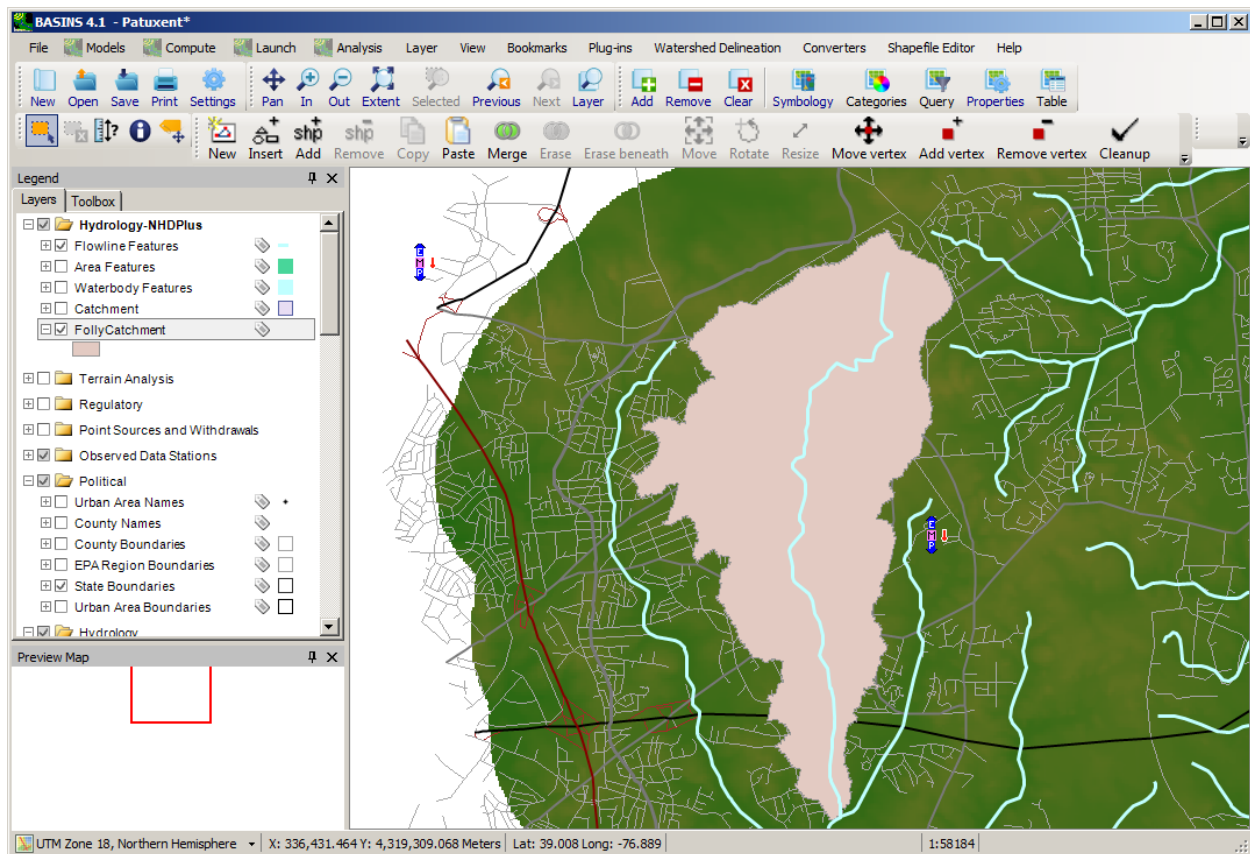 BASINS 4.1 - Patuxent*
File Models Compute Launch Analysis Layer View Bookmarks Plug-ins Watershed Delineation Converters Shapefile Editor Help
New Open Save Print Settings Pan In Out Extent Selected Previous Next Layer Add Remove Clear Symbology Categories Query Properties Table
shp shp
New Insert Add Remove Copy Paste Merge Erase Erase beneath Move Rotate Resize Move vertex Add vertex Remove vertex Cleanup
Legend
Layers Toolbox
Hydrology-NHDPlus
Flowline Features
Area Features
Waterbody Features
Catchment
FollyCatchment
Terrain Analysis
Regulatory
Point Sources and Withdrawals
Observed Data Stations
Political
Urban Area Names
County Names
County Boundaries
EPA Region Boundaries
State Boundaries
Urban Area Boundaries
Hydrology
Preview Map
E
M
P
E
M
P
UTM Zone 18, Northern Hemisphere X: 336,431.464 Y: 4,319,309.068 Meters Lat: 39.008 Long: -76.889 1:58184